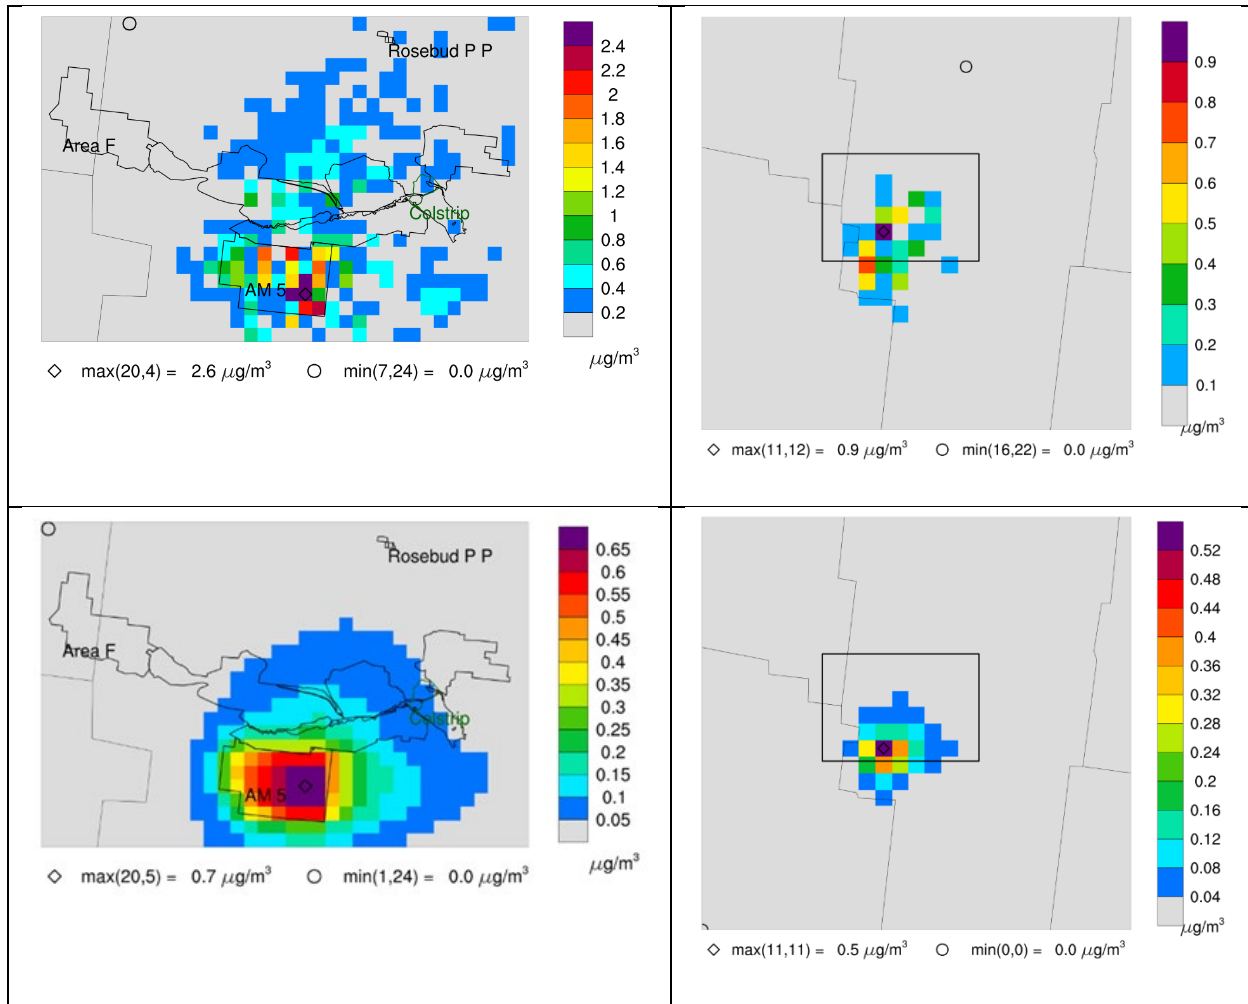 Rosebud P P
Area F
Colstrip
AM 5
2.4
2.2
2
1.8
1.6
1.4
1.2
1
0.8
0.6
0.4
0.2
μg/m³
max(20,4) = 2.6 μg/m³ min(7,24) = 0.0 μg/m³
0.9
0.8
0.7
0.6
0.5
0.4
0.3
0.2
0.1
μg/m³
max(11,12) = 0.9 μg/m³ min(16,22) = 0.0 μg/m³
Rosebud P P
Area F
Colstrip
AM 5
0.65
0.6
0.55
0.5
0.45
0.4
0.35
0.3
0.25
0.2
0.15
0.1
0.05
μg/m³
max(20,5) = 0.7 μg/m³ min(1,24) = 0.0 μg/m³
0.52
0.48
0.44
0.4
0.36
0.32
0.28
0.24
0.2
0.16
0.12
0.08
0.04
μg/m³
max(11,11) = 0.5 μg/m³ min(0,0) = 0.0 μg/m³